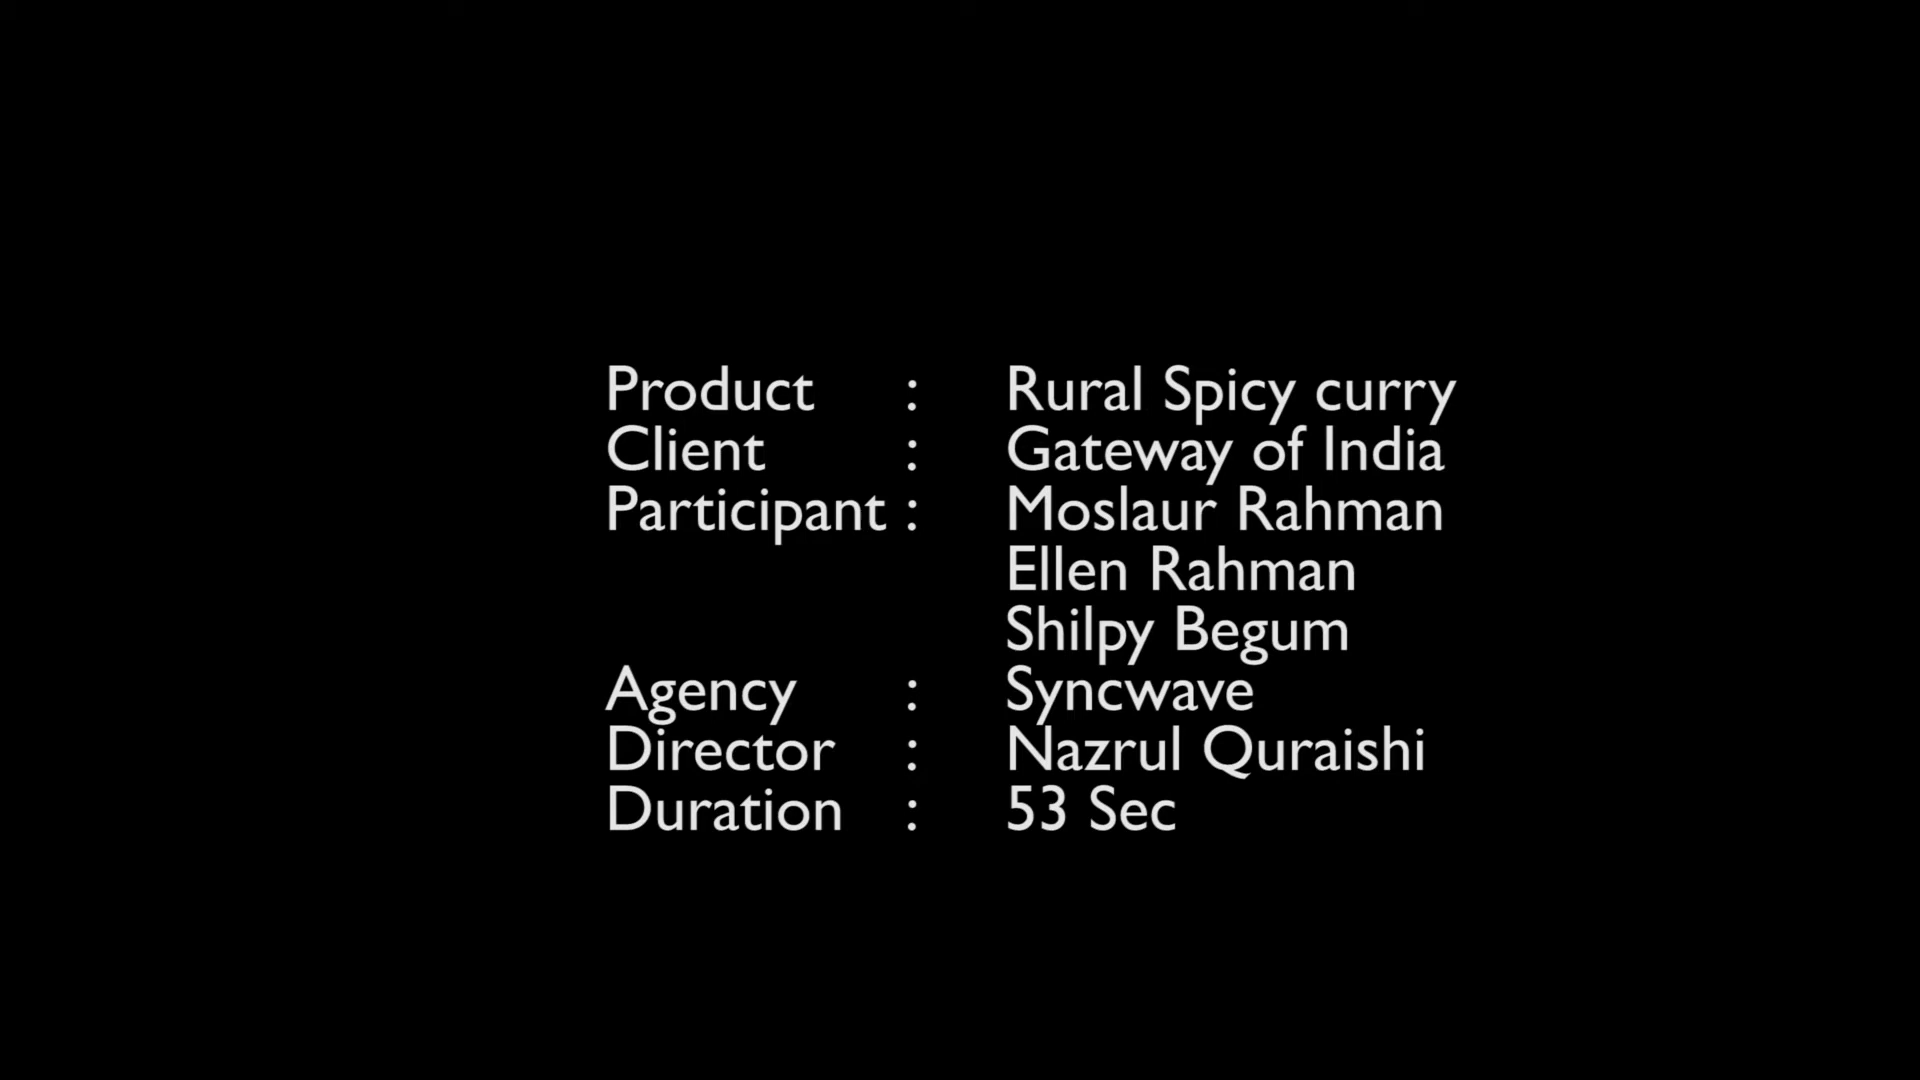 Product : Rural Spicy curry
Client : Gateway of India
Participant : Moslaur Rahman
Ellen Rahman
Shilpy Begum
Agency : Syncwave
Director : Nazrul Quraishi
Duration : 53 Sec